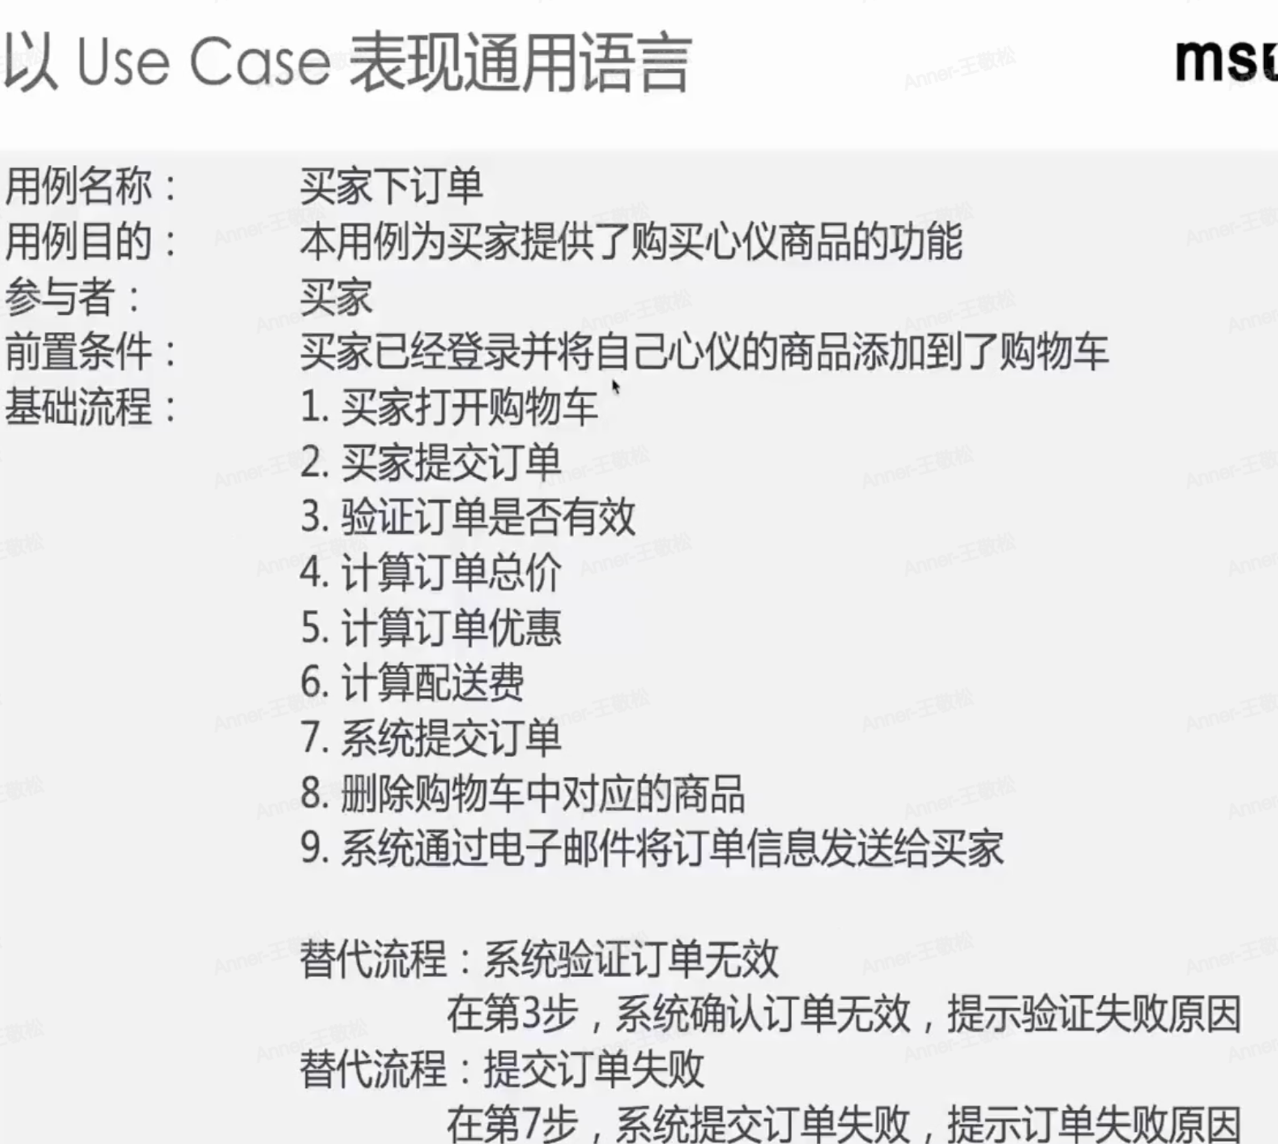 以 Use Case 表现通用语言
用例名称： 买家下订单
用例目的： 本用例为买家提供了购买心仪商品的功能
参与者： 买家
前置条件： 买家已经登录并将自己心仪的商品添加到了购物车
基础流程： 1. 买家打开购物车
2. 买家提交订单
3. 验证订单是否有效
4. 计算订单总价
5. 计算订单优惠
6. 计算配送费
7. 系统提交订单
8. 删除购物车中对应的商品
9. 系统通过电子邮件将订单信息发送给买家
替代流程：系统验证订单无效
在第3步，系统确认订单无效，提示验证失败原因
替代流程：提交订单失败
在第7步，系统提交订单失败，提示订单失败原因
Anner-王敬松